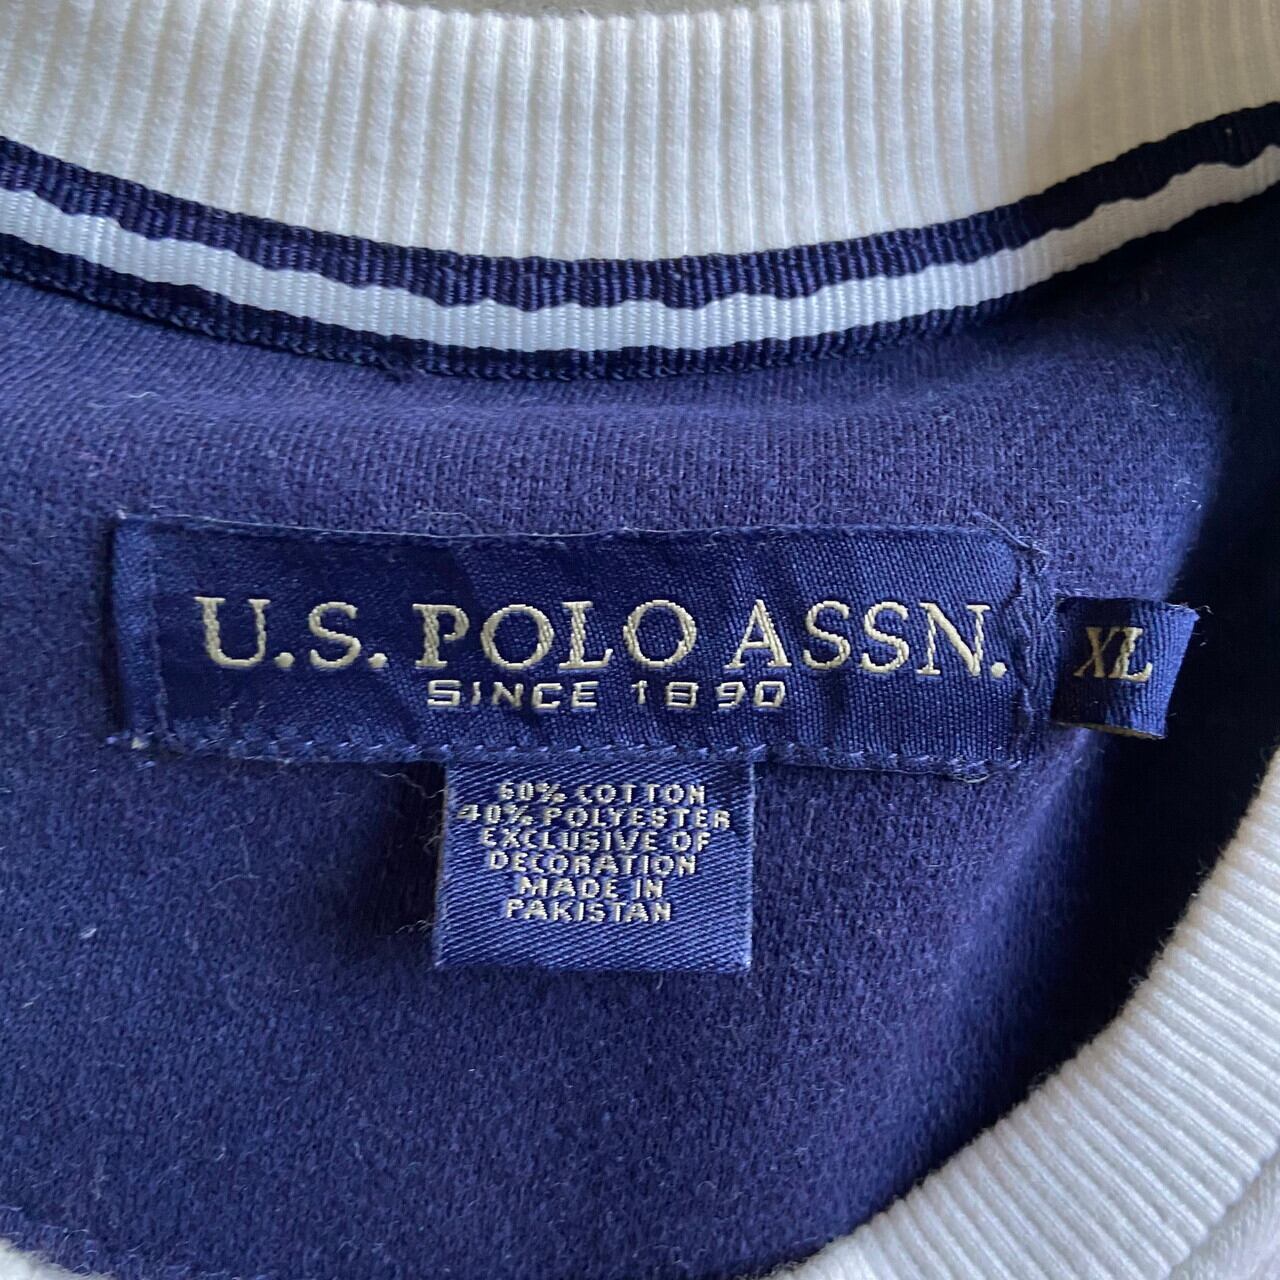 U.S. POLO ASSN.
SINCE 1890
XL
60% COTTON
40% POLYESTER
EXCLUSIVE OF
DECORATION
MADE IN
PAKISTAN